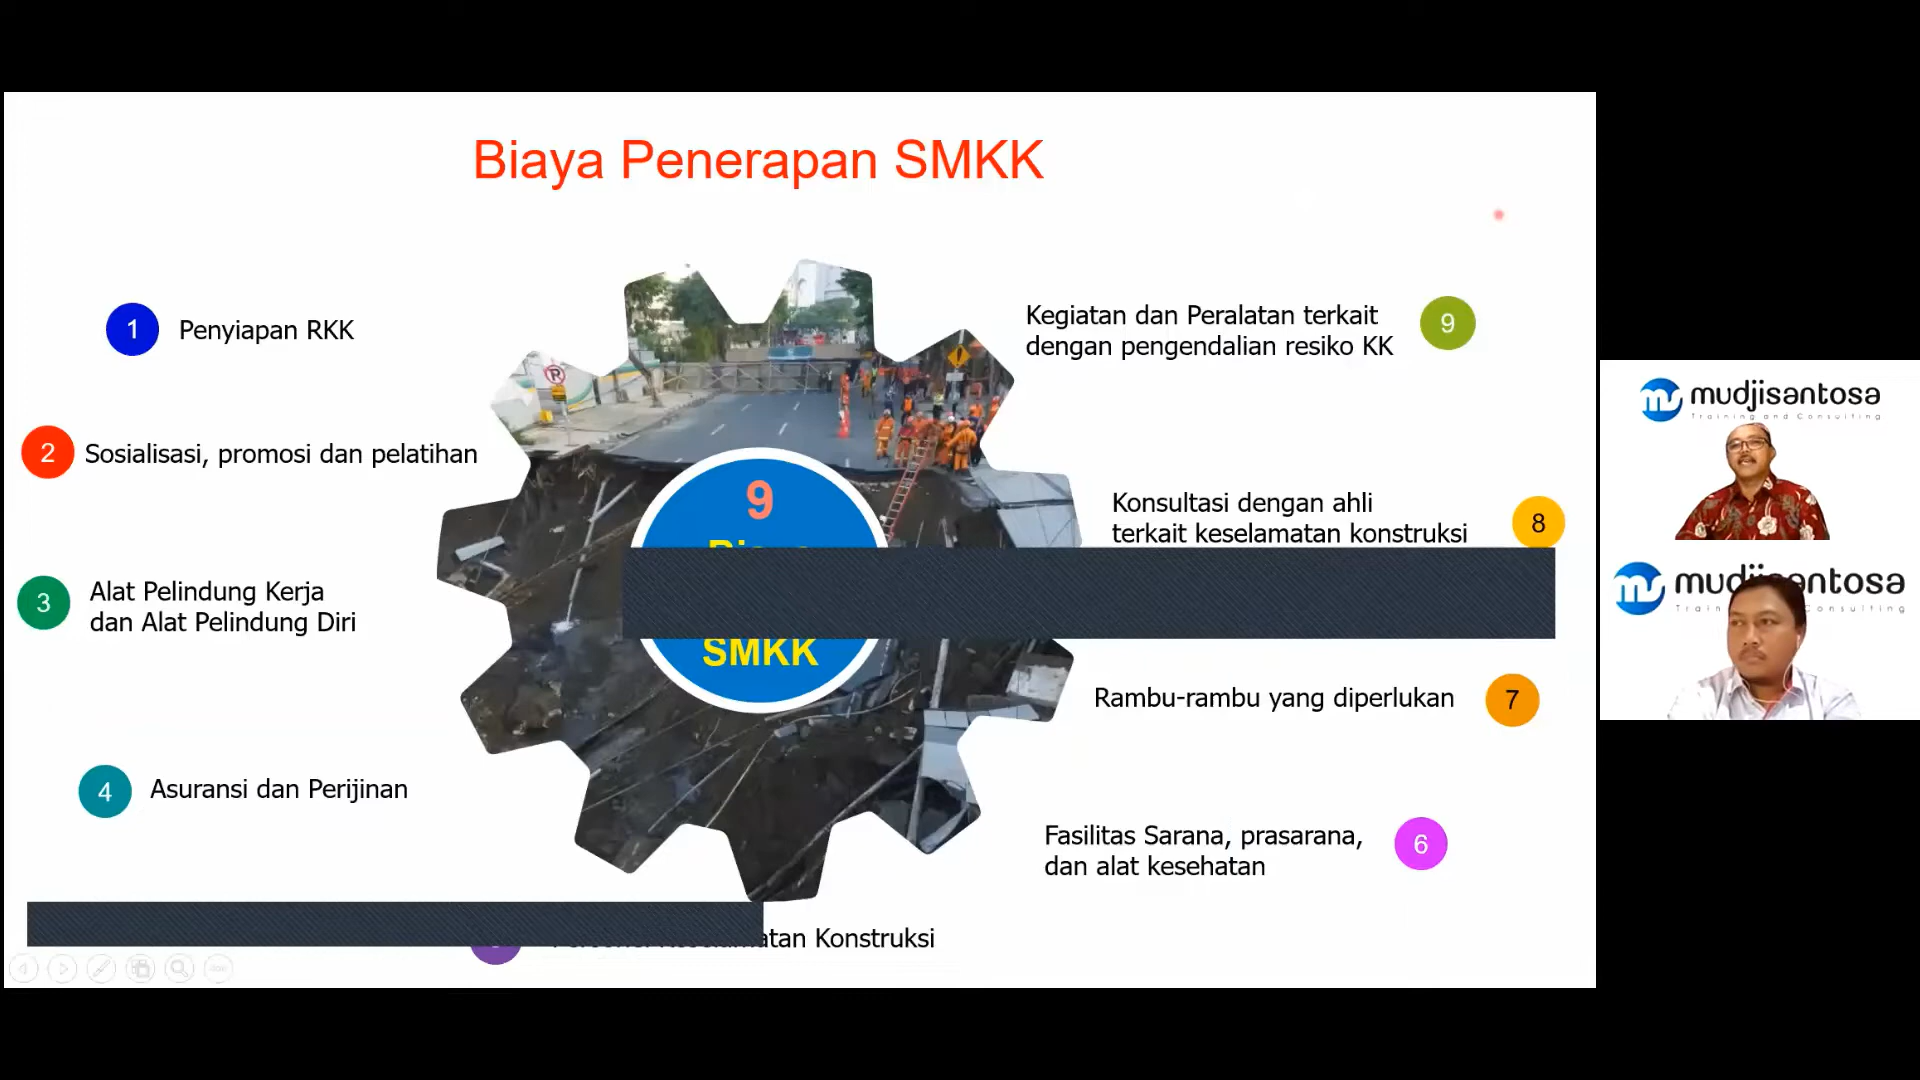 Biaya Penerapan SMKK
1
Penyiapan RKK
2
Sosialisasi, promosi dan pelatihan
3
Alat Pelindung Kerja
dan Alat Pelindung Diri
4
Asuransi dan Perijinan
Konstruksi
Fasilitas Sarana, prasarana,
dan alat kesehatan
6
Rambu-rambu yang diperlukan
7
Konsultasi dengan ahli
terkait keselamatan konstruksi
8
Kegiatan dan Peralatan terkait
dengan pengendalian resiko KK
9
9
SMKK
mudjisantosa
Training and Consulting